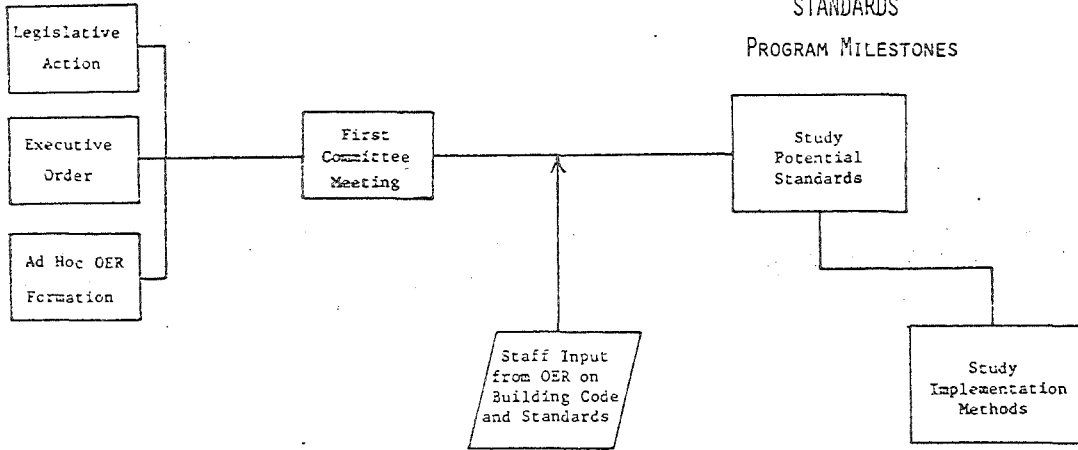 STANDARDS
PROGRAM MILESTONES
Legislative
Action
Executive
Order
Ad Hoc OER
Formation
First
Committee
Meeting
Study
Potential
Standards
Staff Input
from OER on
Building Code
and Standards
Study
Implementation
Methods